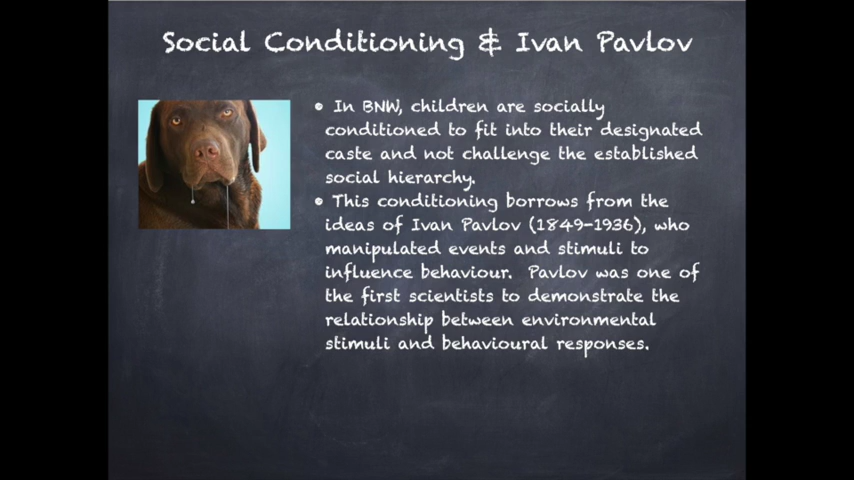 Social Conditioning & Ivan Pavlov
• In BNW, children are socially
conditioned to fit into their designated
caste and not challenge the established
social hierarchy.
• This conditioning borrows from the
ideas of Ivan Pavlov (1849-1936), who
manipulated events and stimuli to
influence behaviour. Pavlov was one of
the first scientists to demonstrate the
relationship between environmental
stimuli and behavioural responses.